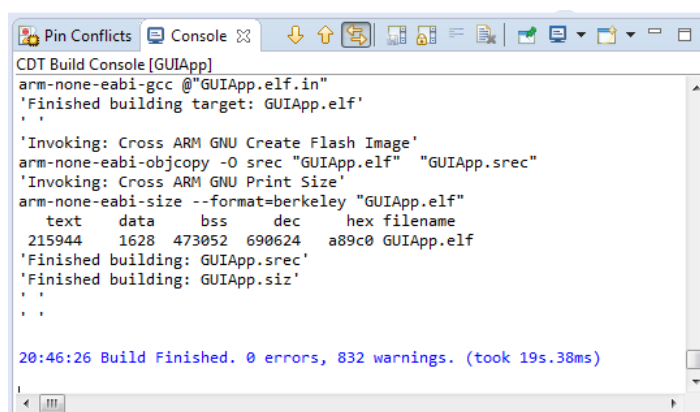 Pin Conflicts Console
CDT Build Console [GUIApp]
arm-none-eabi-gcc @"GUIApp.elf.in"
'Finished building target: GUIApp.elf'
' '
'Invoking: Cross ARM GNU Create Flash Image'
arm-none-eabi-objcopy -O srec "GUIApp.elf"  "GUIApp.srec"
'Invoking: Cross ARM GNU Print Size'
arm-none-eabi-size --format=berkeley "GUIApp.elf"
   text    data     bss     dec     hex filename
 215944    1628  473052  690624   a89c0 GUIApp.elf
'Finished building: GUIApp.srec'
'Finished building: GUIApp.siz'
' '
' '
20:46:26 Build Finished. 0 errors, 832 warnings. (took 19s.38ms)